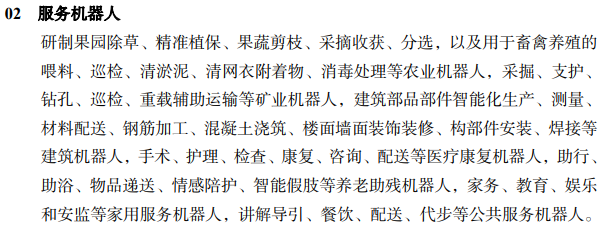 02 服务机器人
研制果园除草、精准植保、果蔬剪枝、采摘收获、分选，以及用于畜禽养殖的
喂料、巡检、清淤泥、清网衣附着物、消毒处理等农业机器人，采掘、支护、
钻孔、巡检、重载辅助运输等矿业机器人，建筑部品部件智能化生产、测量、
材料配送、钢筋加工、混凝土浇筑、楼面墙面装饰装修、构部件安装、焊接等
建筑机器人，手术、护理、检查、康复、咨询、配送等医疗康复机器人，助行、
助浴、物品递送、情感陪护、智能假肢等养老助残机器人，家务、教育、娱乐
和安监等家用服务机器人，讲解导引、餐饮、配送、代步等公共服务机器人。